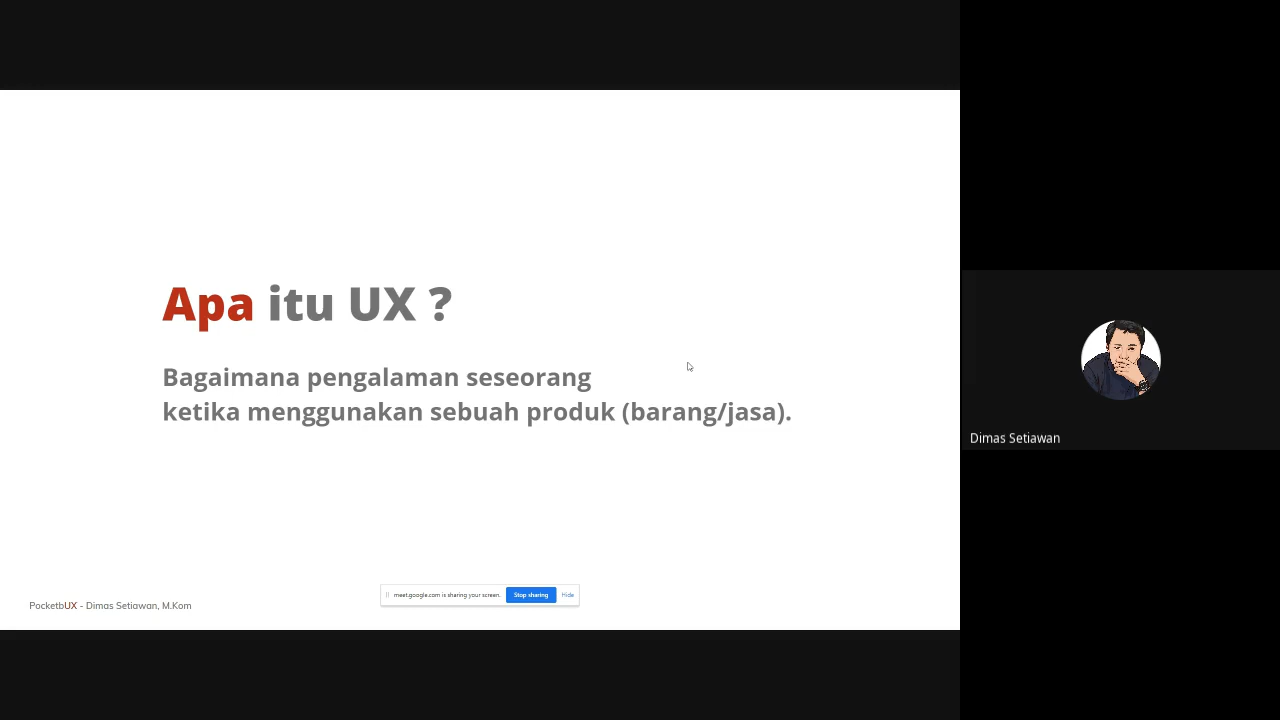 Apa itu UX ?
Bagaimana pengalaman seseorang
ketika menggunakan sebuah produk (barang/jasa).
Dimas Setiawan
meet.google.com is sharing your screen.
Stop sharing
Hide
PocketbUX - Dimas Setiawan, M.Kom